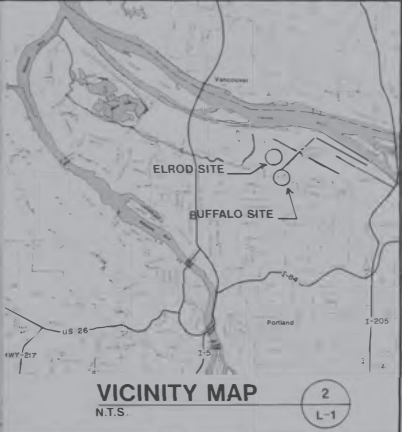 Vancouver
ELROD SITE
BUFFALO SITE
I-84
Portland
I-205
US 26
HWY-217
I-5
VICINITY MAP
N.T.S.
2
L-1